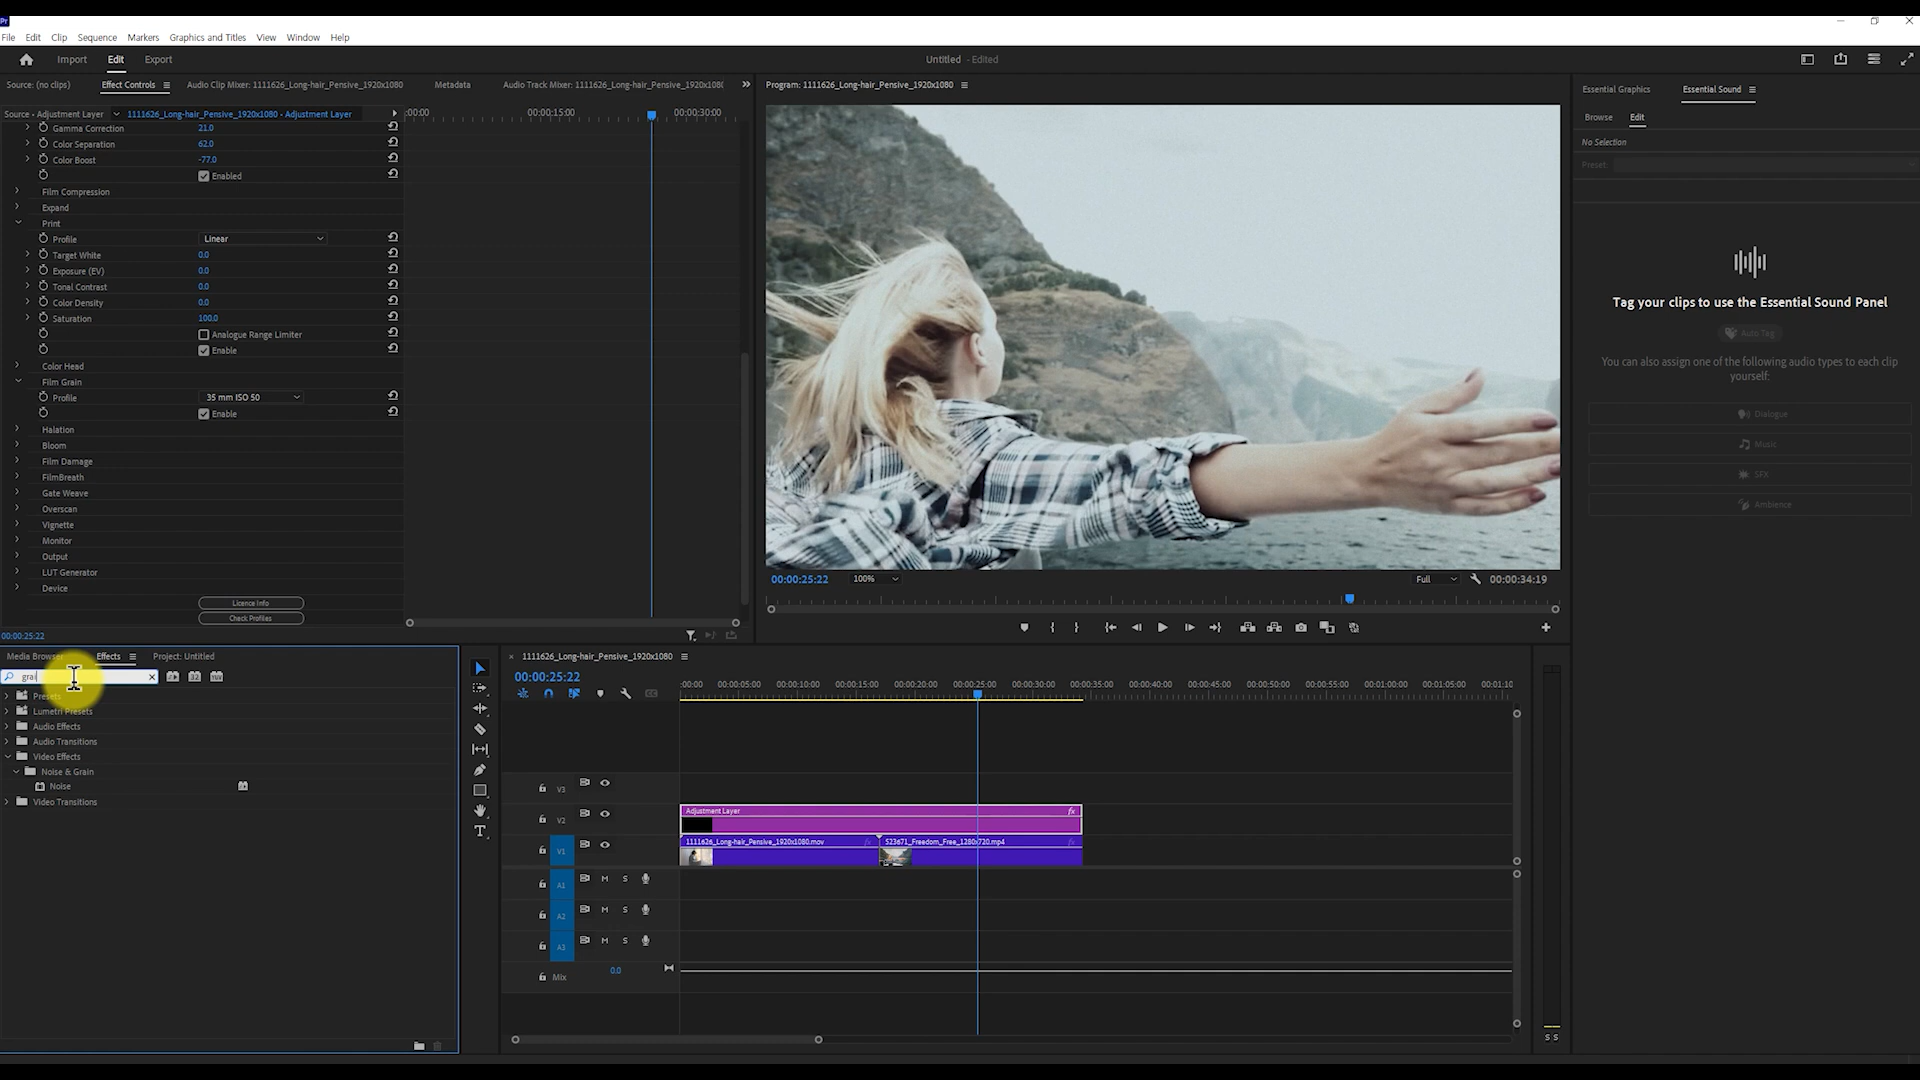 Pr
File Edit Clip Sequence Markers Graphics and Titles View Window Help
Import Edit Export
Untitled - Edited
Source: (no clips) Effect Controls Audio Clip Mixer: 1111626_Long-hair_Pensive_1920x1080 Metadata Audio Track Mixer: 1111626_Long-hair_Pensive_1920x1080
Source - Adjustment Layer 1111626_Long-hair_Pensive_1920x1080 - Adjustment Layer
:00:00 00:00:15:00 00:00:30:00
Gamma Correction 21.0
Color Separation 62.0
Color Boost -77.0
Enabled
Film Compression
Expand
Print
Profile Linear
Target White 0.0
Exposure (EV) 0.0
Tonal Contrast 0.0
Color Density 0.0
Saturation 100.0
Analogue Range Limiter
Enable
Color Head
Film Grain
Profile 35 mm ISO 50
Enable
Halation
Bloom
Film Damage
FilmBreath
Gate Weave
Overscan
Vignette
Monitor
Output
LUT Generator
Device
Licence Info
Check Profiles
00:00:25:22
Program: 1111626_Long-hair_Pensive_1920x1080
00:00:25:22 100% Full 00:00:34:19
Essential Graphics Essential Sound
Browse Edit
No Selection
Preset:
Tag your clips to use the Essential Sound Panel
Auto Tag
You can also assign one of the following audio types to each clip
yourself:
Dialogue
Music
SFX
Ambience
Media Browser Effects Project: Untitled
grai
Presets
Lumetri Presets
Audio Effects
Audio Transitions
Video Effects
Noise & Grain
Noise
Video Transitions
1111626_Long-hair_Pensive_1920x1080
00:00:25:22
:00:00 00:00:05:00 00:00:10:00 00:00:15:00 00:00:20:00 00:00:25:00 00:00:30:00 00:00:35:00 00:00:40:00 00:00:45:00 00:00:50:00 00:00:55:00 00:01:00:00 00:01:05:00 00:01:10
V3
V2
Adjustment Layer fx
V1
1111626_Long-hair_Pensive_1920x1080.mov fx
523671_Freedom_Free_1280x720.mp4 fx
A1 M S
A2 M S
A3 M S
Mix 0.0
S S